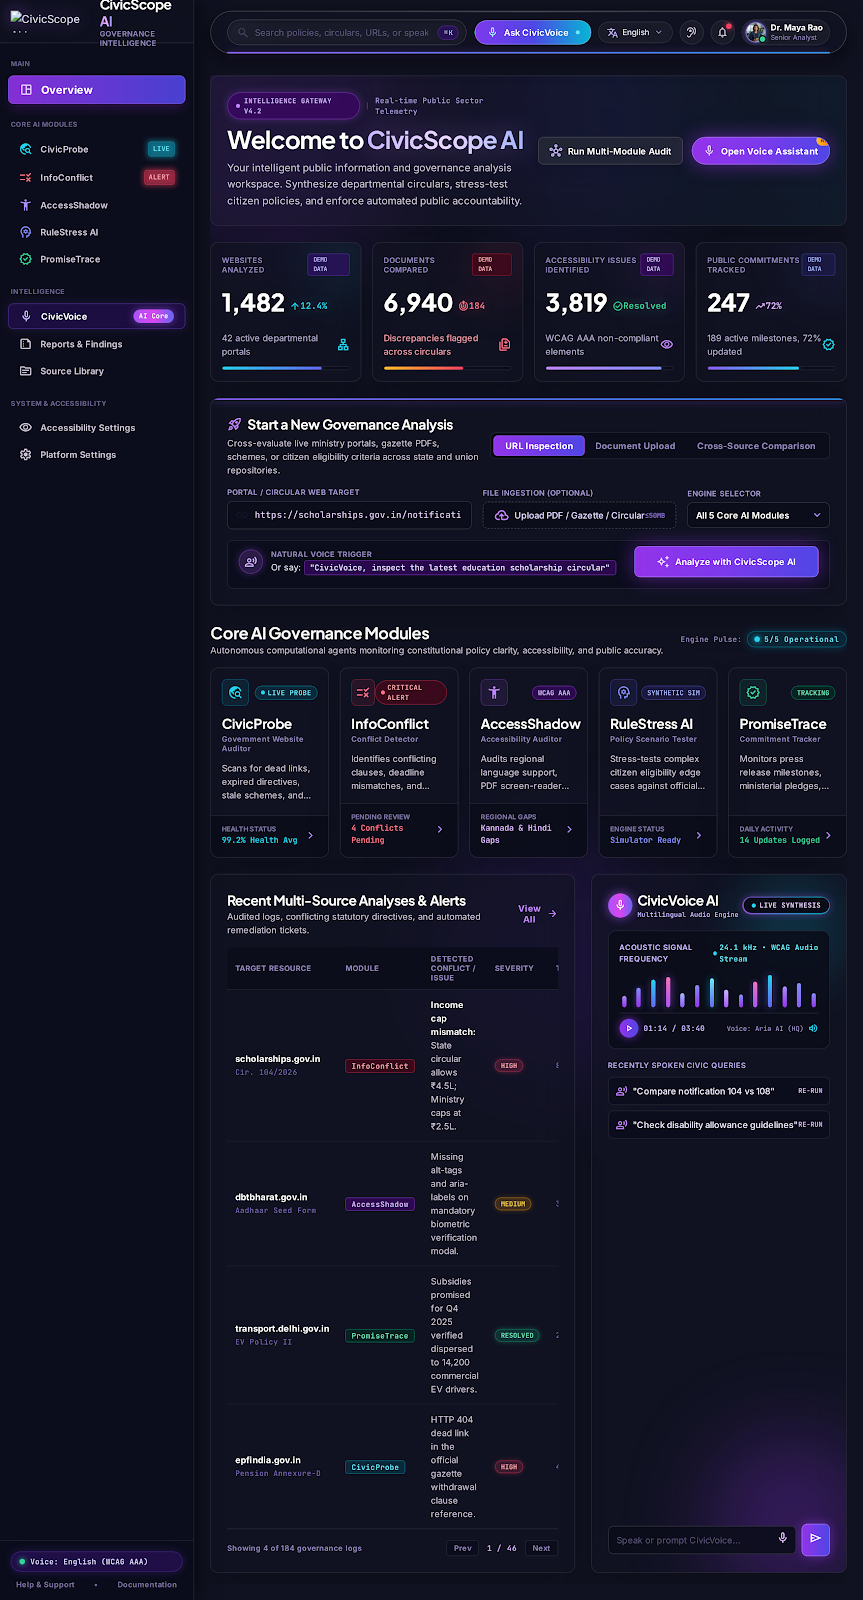 CivicScope
CivicScope
AI
GOVERNANCE
INTELLIGENCE
MAIN
Overview
CORE AI MODULES
CivicProbe
LIVE
InfoConflict
ALERT
AccessShadow
RuleStress AI
PromiseTrace
INTELLIGENCE
CivicVoice
AI Core
Reports & Findings
Source Library
SYSTEM & ACCESSIBILITY
Accessibility Settings
Platform Settings
Voice: English (WCAG AAA)
Help & Support
•
Documentation
Search policies, circulars, URLs, or speak
⌘K
Ask CivicVoice
English
Dr. Maya Rao
Senior Analyst
INTELLIGENCE GATEWAY
V4.2
Real-time Public Sector
Telemetry
Welcome to CivicScope AI
Your intelligent public information and governance analysis
workspace. Synthesize departmental circulars, stress-test
citizen policies, and enforce automated public accountability.
Run Multi-Module Audit
Open Voice Assistant
WEBSITES
ANALYZED
DEMO
DATA
1,482
12.4%
42 active departmental
portals
DOCUMENTS
COMPARED
DEMO
DATA
6,940
184
Discrepancies flagged
across circulars
ACCESSIBILITY ISSUES
IDENTIFIED
DEMO
DATA
3,819
Resolved
WCAG AAA non-compliant
elements
PUBLIC COMMITMENTS
TRACKED
DEMO
DATA
247
72%
189 active milestones, 72%
updated
Start a New Governance Analysis
Cross-evaluate live ministry portals, gazette PDFs,
schemes, or citizen eligibility criteria across state and union
repositories.
URL Inspection
Document Upload
Cross-Source Comparison
PORTAL / CIRCULAR WEB TARGET
https://scholarships.gov.in/notificati
FILE INGESTION (OPTIONAL)
Upload PDF / Gazette / Circular
≤50MB
ENGINE SELECTOR
All 5 Core AI Modules
NATURAL VOICE TRIGGER
Or say: "CivicVoice, inspect the latest education scholarship circular"
Analyze with CivicScope AI
Core AI Governance Modules
Autonomous computational agents monitoring constitutional policy clarity, accessibility, and public accuracy.
Engine Pulse:
5/5 Operational
LIVE PROBE
CivicProbe
Government Website
Auditor
Scans for dead links,
expired directives,
stale schemes, and...
HEALTH STATUS
99.2% Health Avg
CRITICAL
ALERT
InfoConflict
Conflict Detector
Identifies conflicting
clauses, deadline
mismatches, and...
PENDING REVIEW
4 Conflicts
Pending
WCAG AAA
AccessShadow
Accessibility Auditor
Audits regional
language support,
PDF screen-reader...
REGIONAL GAPS
Kannada & Hindi
Gaps
SYNTHETIC SIM
RuleStress AI
Policy Scenario Tester
Stress-tests complex
citizen eligibility edge
cases against official...
ENGINE STATUS
Simulator Ready
TRACKING
PromiseTrace
Commitment Tracker
Monitors press
release milestones,
ministerial pledges,...
DAILY ACTIVITY
14 Updates Logged
Recent Multi-Source Analyses & Alerts
Audited logs, conflicting statutory directives, and automated
remediation tickets.
View
All
TARGET RESOURCE
MODULE
DETECTED
CONFLICT /
ISSUE
SEVERITY
scholarships.gov.in
Cir. 104/2026
InfoConflict
Income
cap
mismatch:
State
circular
allows
₹4.5L;
Ministry
caps at
₹2.5L.
HIGH
dbtbharat.gov.in
Aadhaar Seed Form
AccessShadow
Missing
alt-tags
and aria-
labels on
mandatory
biometric
verification
modal.
MEDIUM
transport.delhi.gov.in
EV Policy II
PromiseTrace
Subsidies
promised
for Q4
2025
verified
dispersed
to 14,200
commercial
EV drivers.
RESOLVED
epfindia.gov.in
Pension Annexure-D
CivicProbe
HTTP 404
dead link
in the
official
gazette
withdrawal
clause
reference.
HIGH
Showing 4 of 184 governance logs
Prev
1 / 46
Next
CivicVoice AI
Multilingual Audio Engine
LIVE SYNTHESIS
ACOUSTIC SIGNAL
FREQUENCY
24.1 kHz • WCAG Audio
Stream
01:14 / 03:40
Voice: Aria AI (HQ)
RECENTLY SPOKEN CIVIC QUERIES
"Compare notification 104 vs 108"
RE-RUN
"Check disability allowance guidelines"
RE-RUN
Speak or prompt CivicVoice...